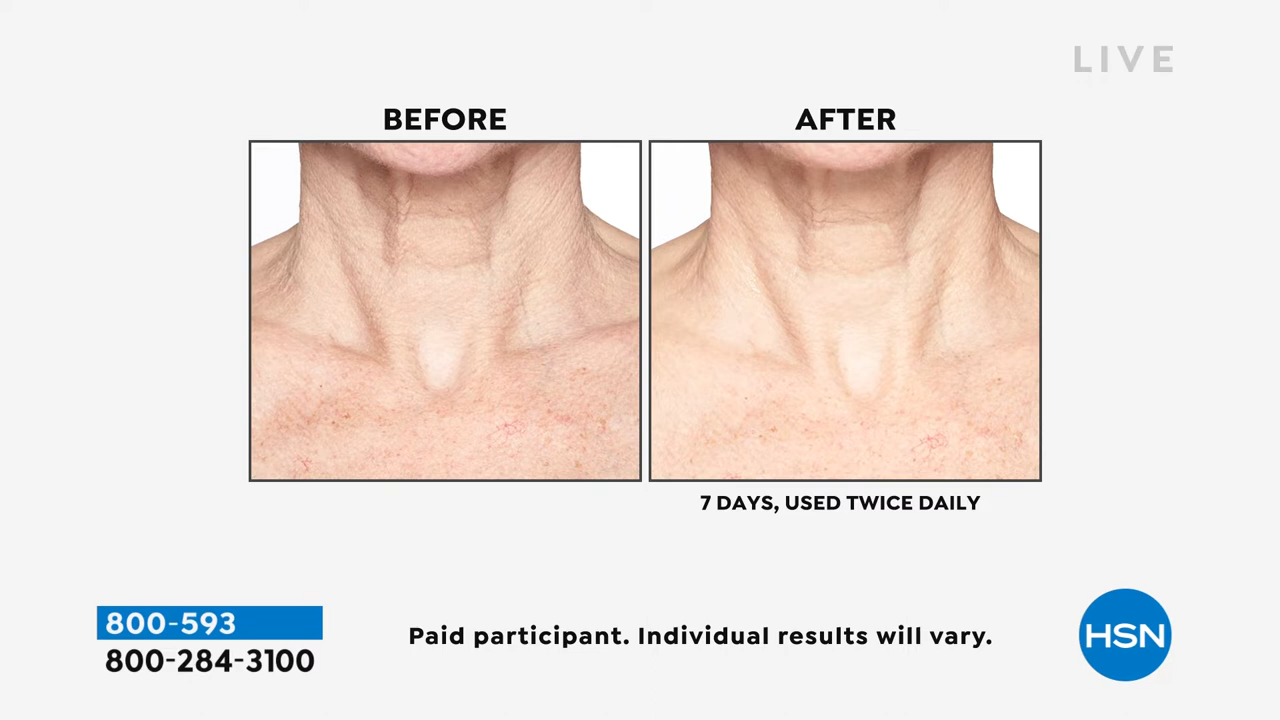 LIVE
BEFORE
AFTER
7 DAYS, USED TWICE DAILY
800-593
800-284-3100
Paid participant. Individual results will vary.
HSN